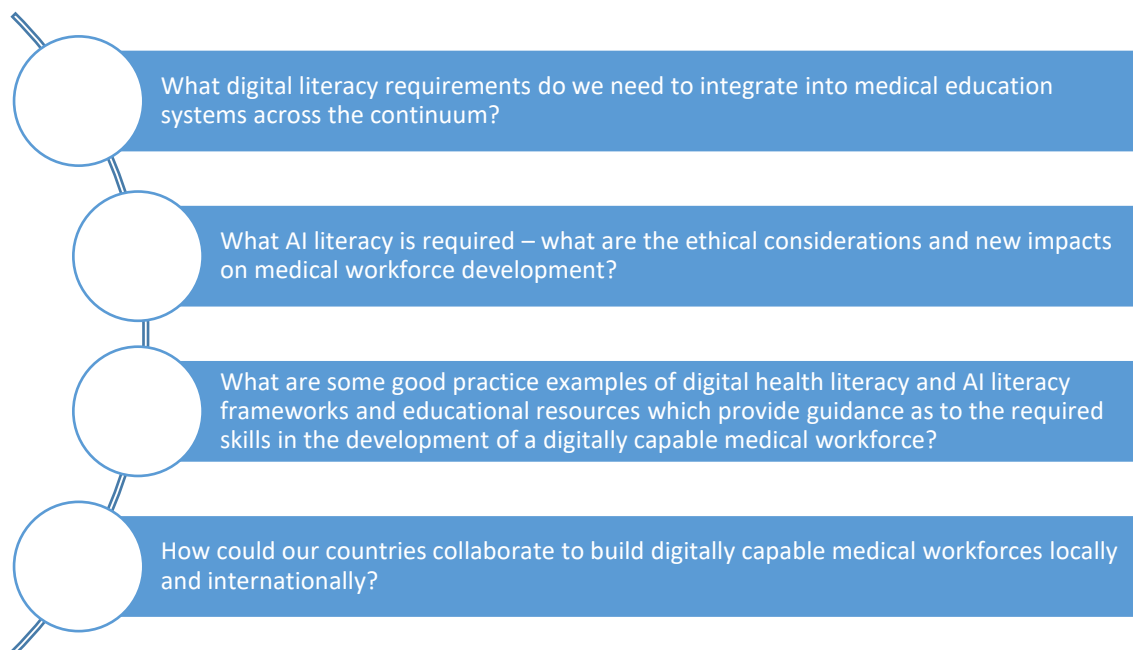 What digital literacy requirements do we need to integrate into medical education
systems across the continuum?
What AI literacy is required – what are the ethical considerations and new impacts
on medical workforce development?
What are some good practice examples of digital health literacy and AI literacy
frameworks and educational resources which provide guidance as to the required
skills in the development of a digitally capable medical workforce?
How could our countries collaborate to build digitally capable medical workforces locally
and internationally?